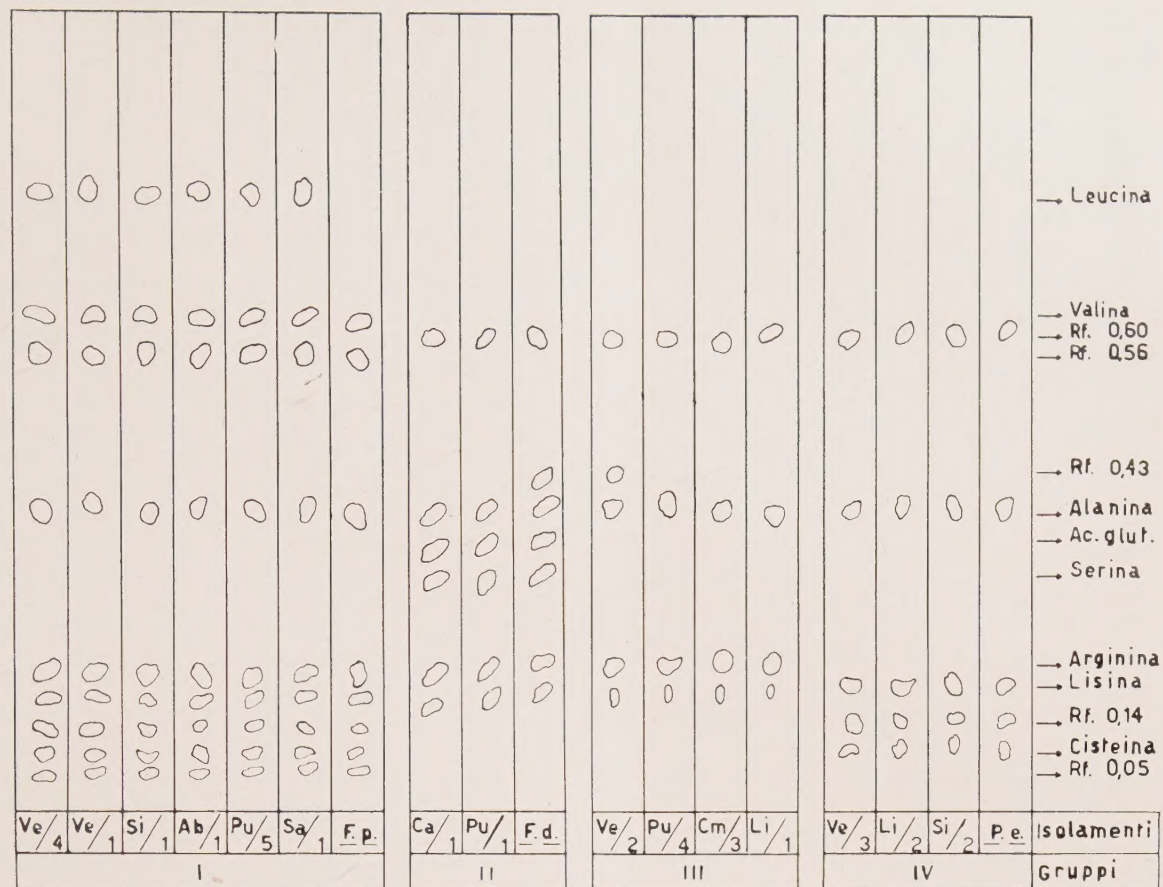 → Leucina
→ Valina
→ Rf. 0,60
→ Rf. 0,56
→ Rf. 0,43
→ Alanina
→ Ac. glut.
→ Serina
→ Arginina
→ Lisina
→ Rf. 0,14
→ Cisteina
→ Rf. 0,05
Ve/4 Ve/1 Si/1 Ab/1 Pu/5 Sa/1 F. p. Ca/1 Pu/1 F. d. Ve/2 Pu/4 Cm/3 Li/1 Ve/3 Li/2 Si/2 P. e. Isolamenti
I II III IV Gruppi